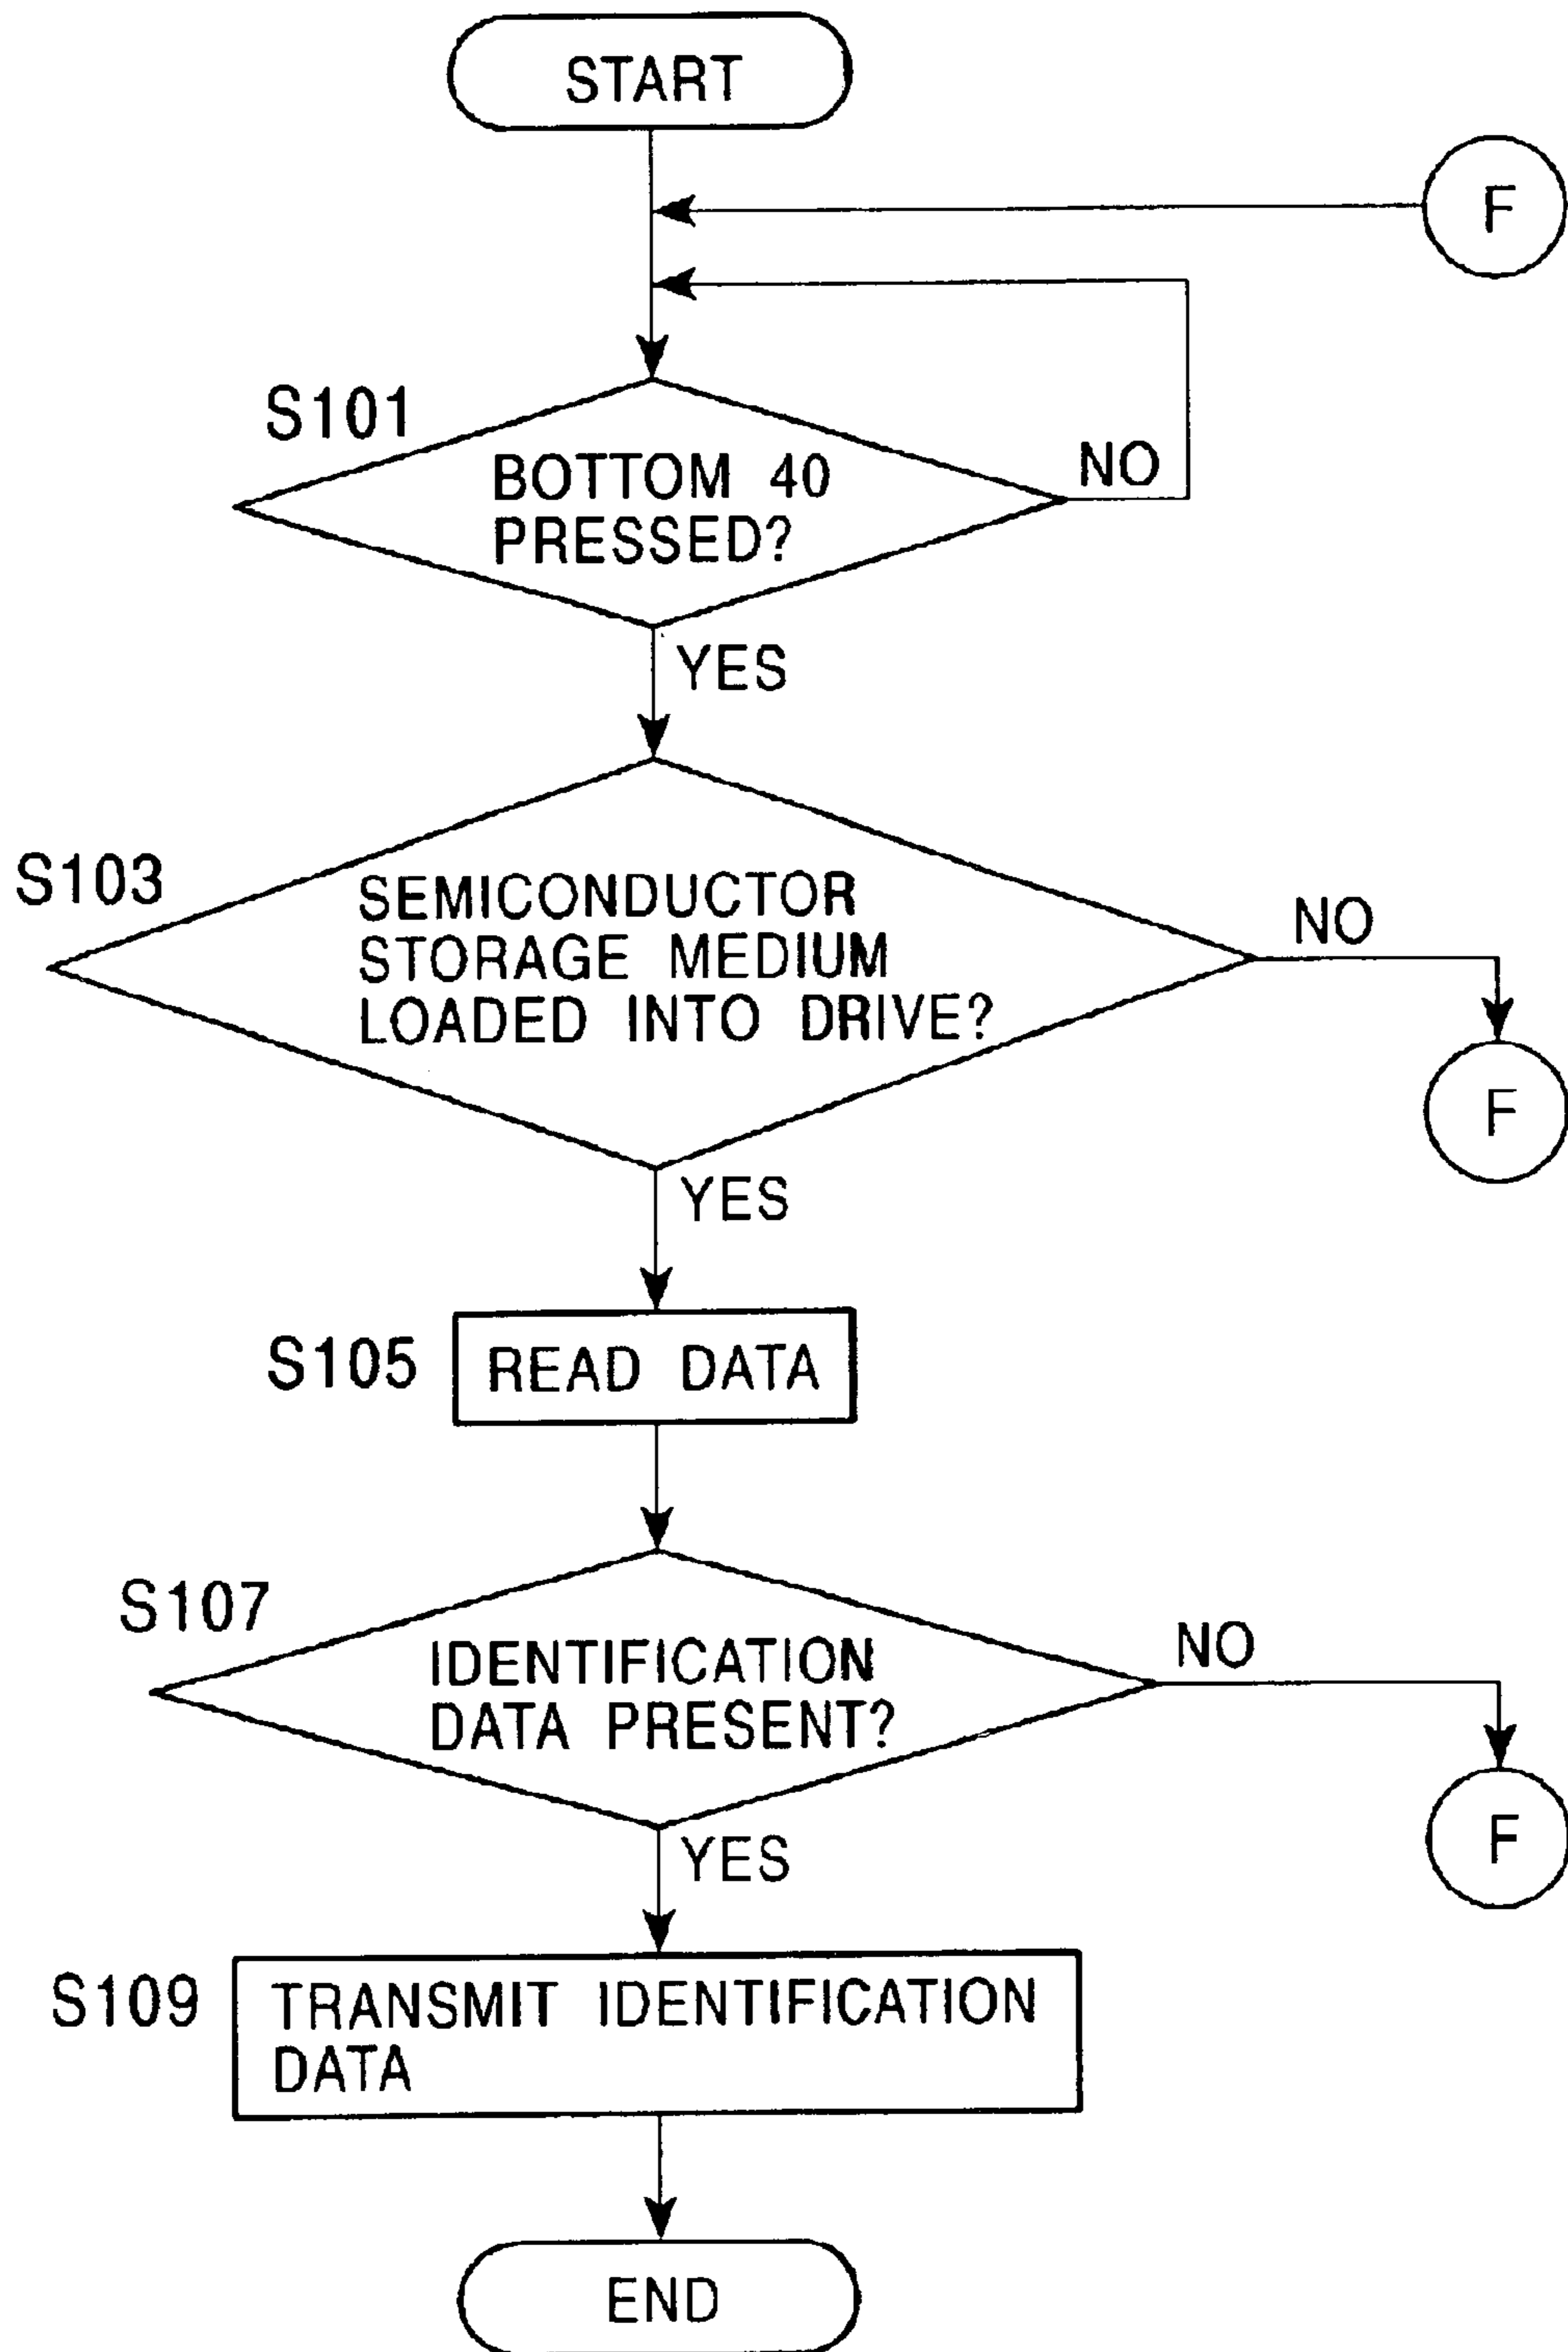 START
F
S101
BOTTOM 40
PRESSED?
NO
YES
S103
SEMICONDUCTOR
STORAGE MEDIUM
LOADED INTO DRIVE?
NO
F
YES
S105
READ DATA
S107
IDENTIFICATION
DATA PRESENT?
NO
F
YES
S109
TRANSMIT IDENTIFICATION
DATA
END